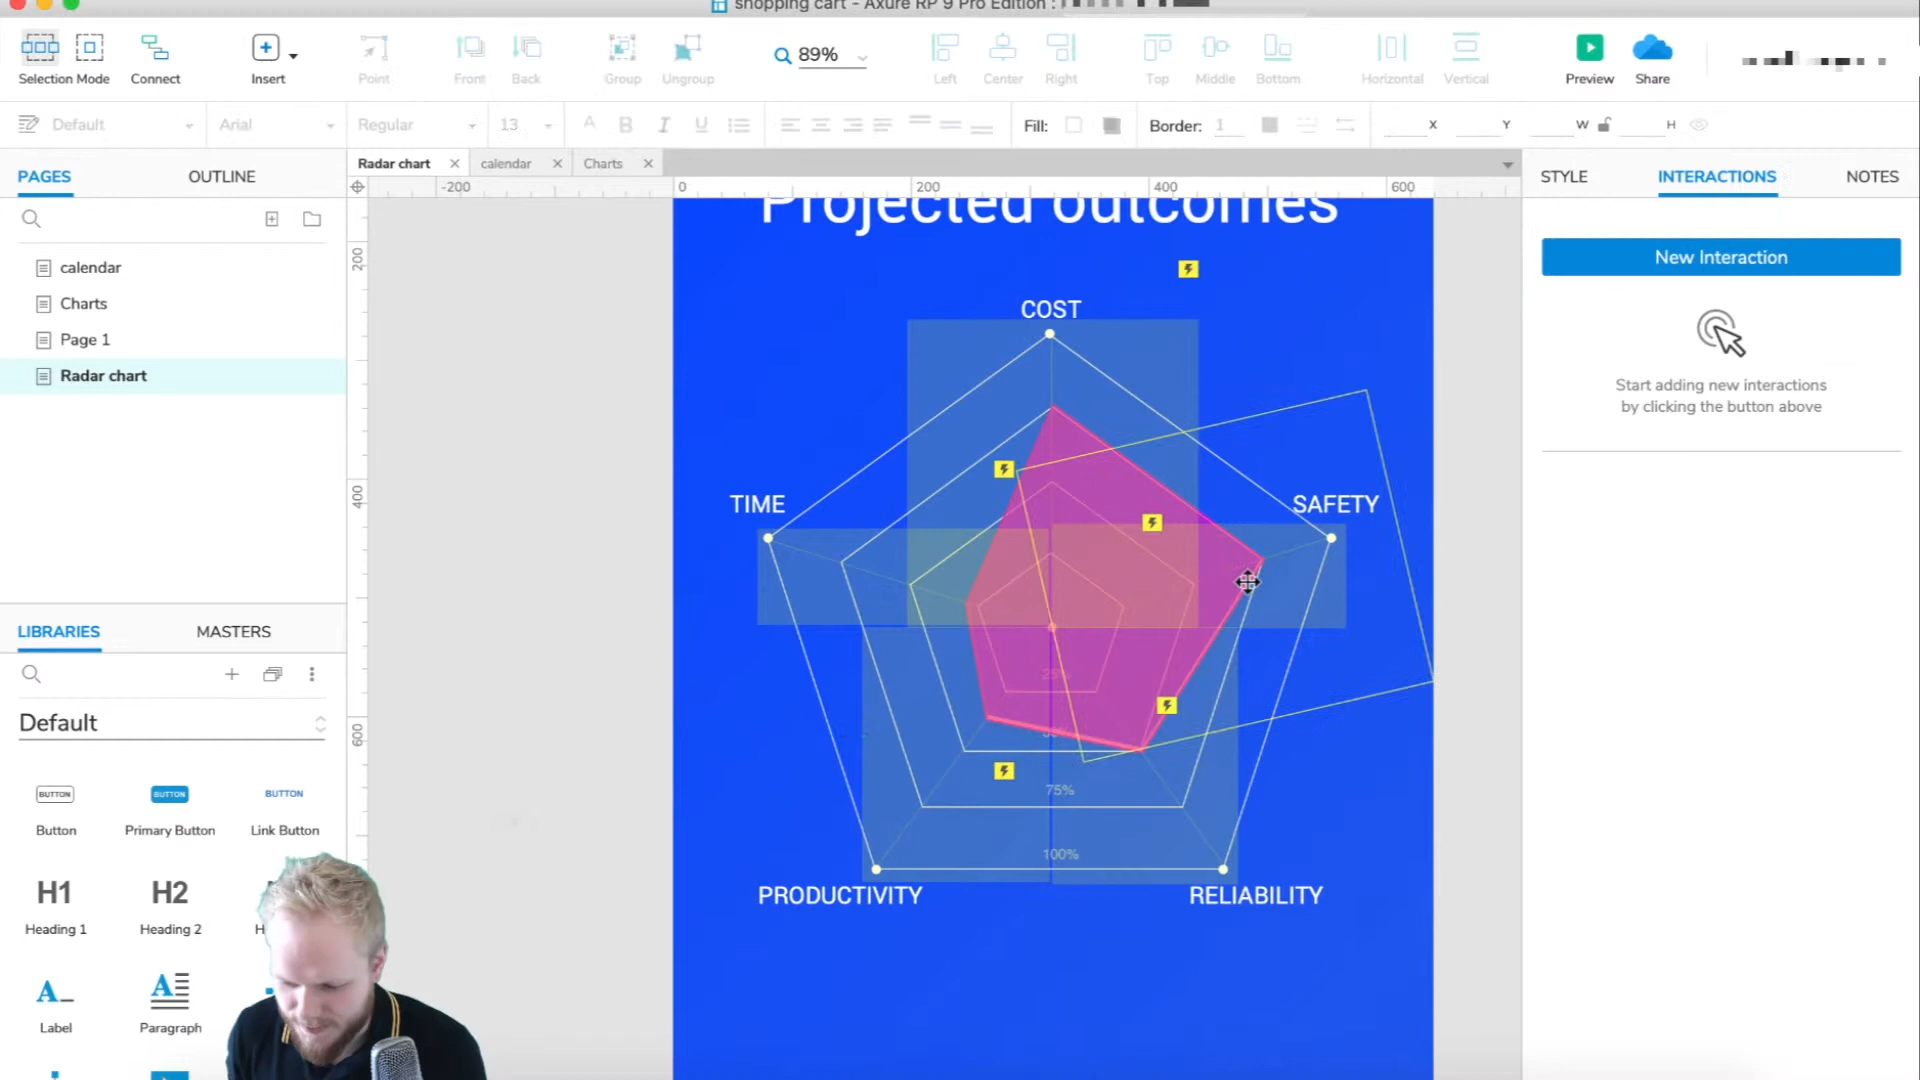 shopping cart - Axure RP 9 Pro Edition :
Selection Mode
Connect
Insert
Point
Front
Back
Group
Ungroup
89%
Left
Center
Right
Top
Middle
Bottom
Horizontal
Vertical
Preview
Share
Default
Arial
Regular
13
A
B
I
U
Fill:
Border:
1
X
Y
W
H
PAGES
OUTLINE
Radar chart
calendar
Charts
STYLE
INTERACTIONS
NOTES
-200
0
200
400
600
200
400
600
calendar
Charts
Page 1
Radar chart
New Interaction
Start adding new interactions
by clicking the button above
Projected outcomes
COST
TIME
SAFETY
25%
50%
75%
100%
PRODUCTIVITY
RELIABILITY
LIBRARIES
MASTERS
Default
BUTTON
BUTTON
BUTTON
Button
Primary Button
Link Button
H1
H2
Heading 1
Heading 2
H
A
A
Label
Paragraph